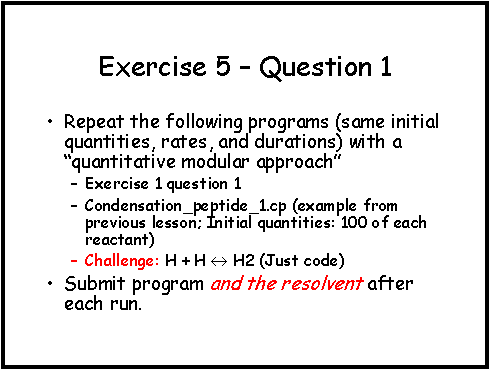 Exercise 5 – Question 1
• Repeat the following programs (same initial
quantities, rates, and durations) with a
“quantitative modular approach”
– Exercise 1 question 1
– Condensation_peptide_1.cp (example from
previous lesson; Initial quantities: 100 of each
reactant)
– Challenge: H + H ↔ H2 (Just code)
• Submit program and the resolvent after
each run.